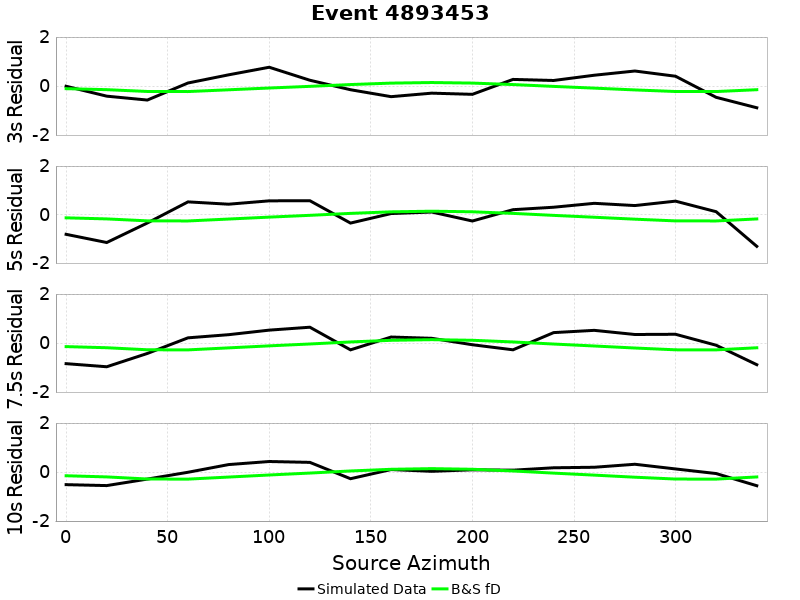 Event 4893453
3s Residual
2
0
-2
5s Residual
2
0
-2
7.5s Residual
2
0
-2
10s Residual
2
0
-2
0 50 100 150 200 250 300
Source Azimuth
Simulated Data B&S fD